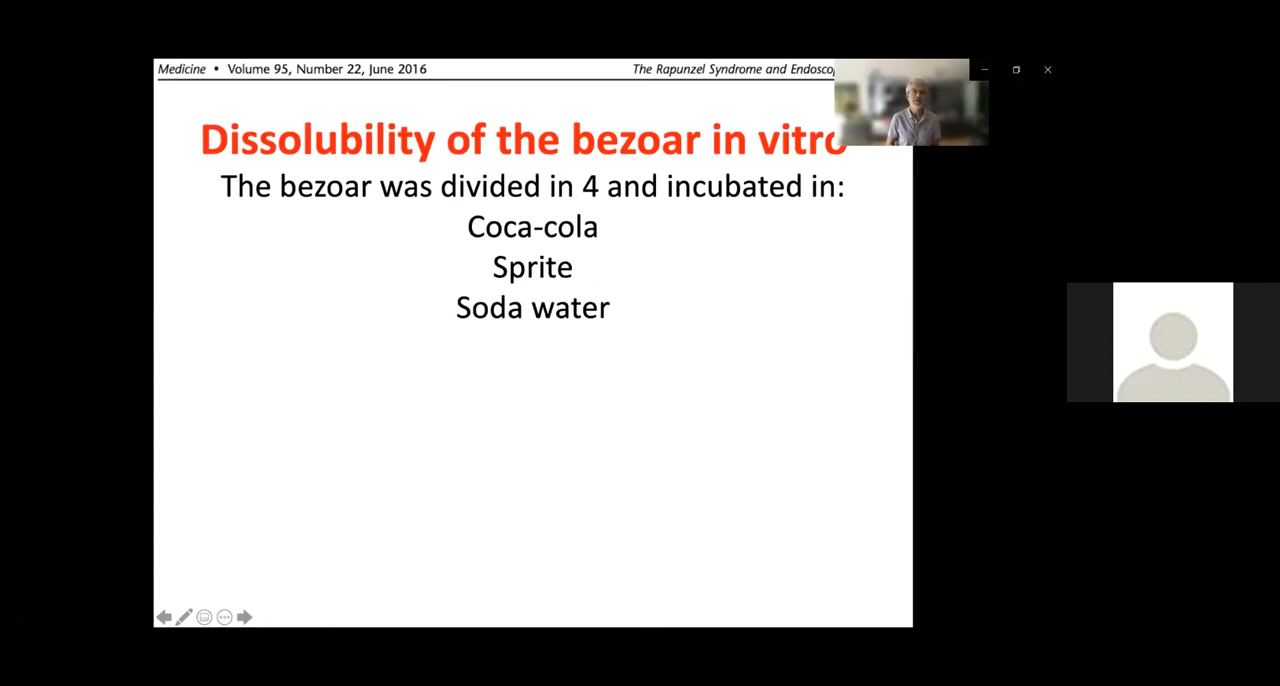 Medicine • Volume 95, Number 22, June 2016
The Rapunzel Syndrome and
Dissolubility of the bezoar in vitro
The bezoar was divided in 4 and incubated in:
Coca-cola
Sprite
Soda water